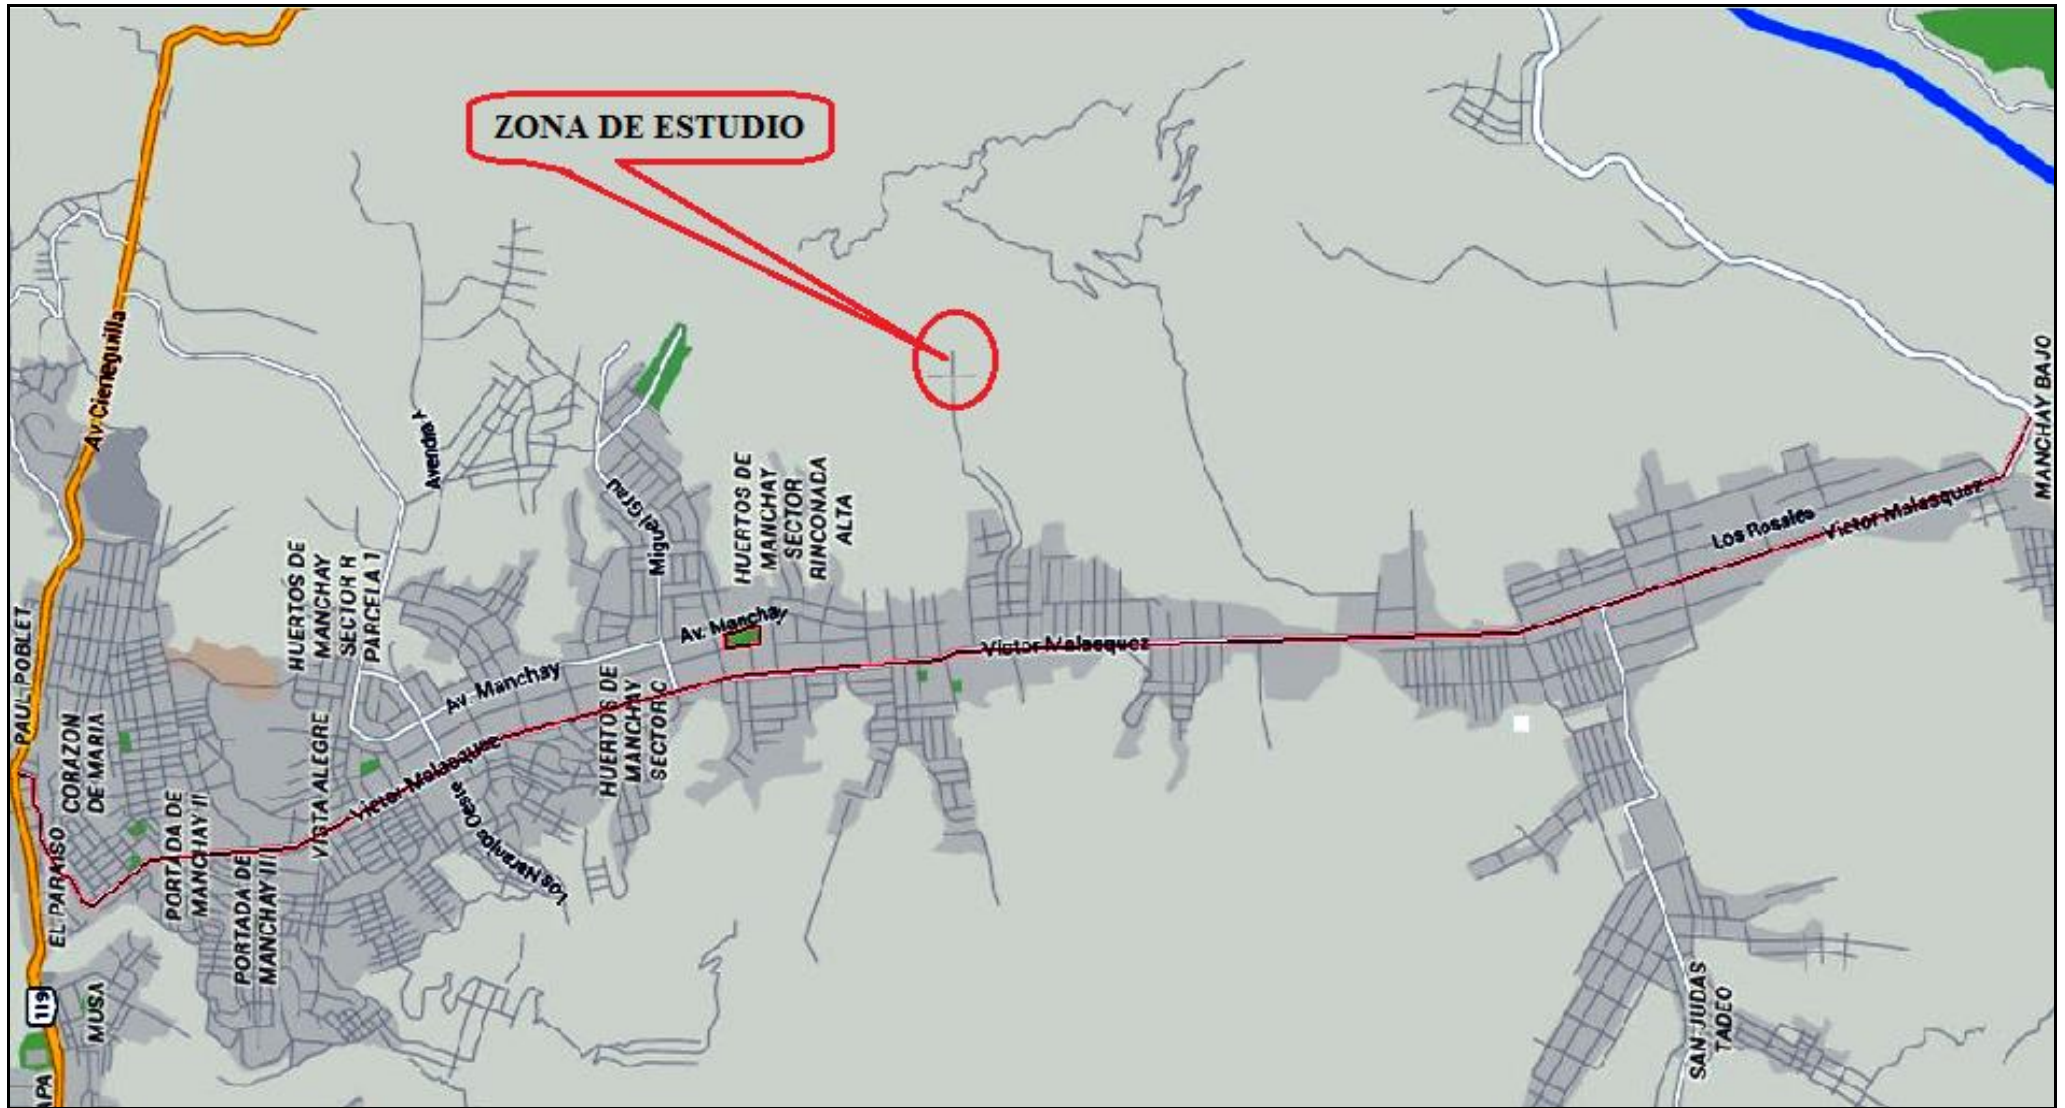 ZONA DE ESTUDIO
Av. Cieneguilla
MANCHAY BAJO
Miguel Grau
HUERTOS DE
MANCHAY
SECTOR
RINCONADA
ALTA
Los Rosales
Victor Malasquez
HUERTOS DE
MANCHAY
SECTOR R
PARCELA 1
Av. Manchay
Victor Malasquez
PAUL POBLET
Av. Manchay
HUERTOS DE
MANCHAY
SECTOR C
CORAZON
DE MARIA
VISTA ALEGRE
Victor Malasquez
Los Naranjos Oeste
PORTADA DE
MANCHAY II
EL PARAISO
PORTADA DE
MANCHAY III
119
MUSA
SAN JUDAS
TADEO